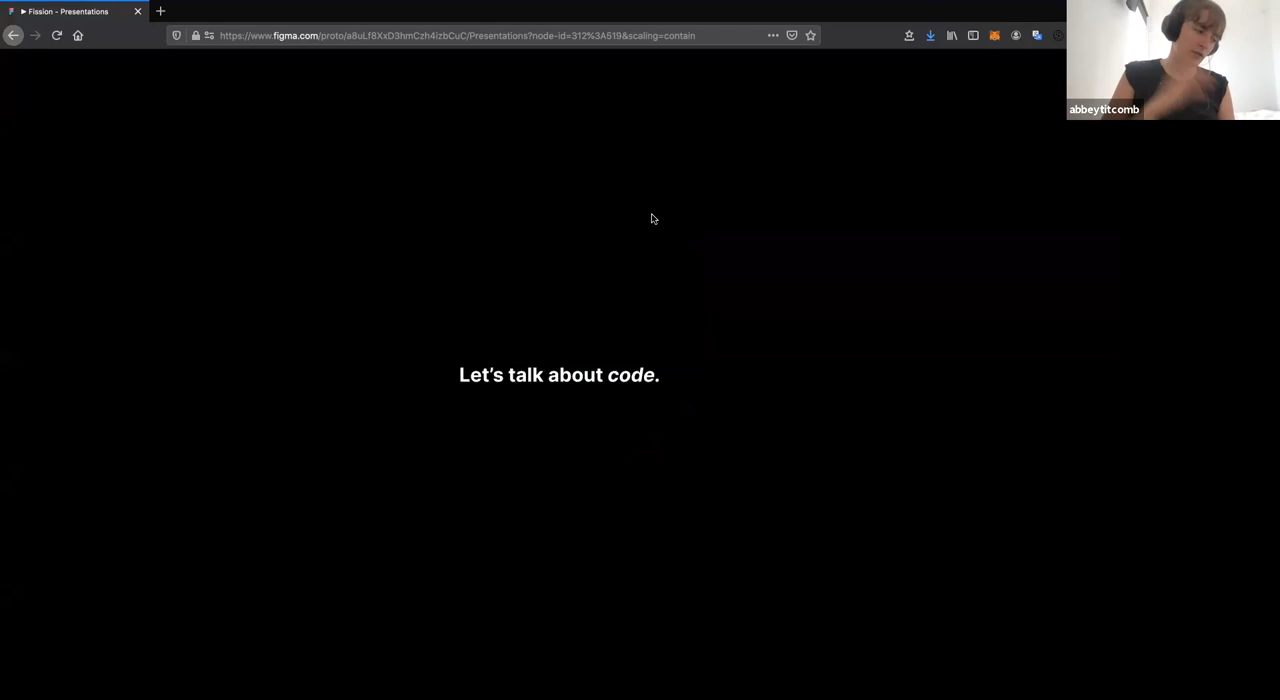 Fission - Presentations
https://www.figma.com/proto/a8uLf8XxD3hmCzh4izbCuC/Presentations?node-id=312%3A519&scaling=contain
abbeytitcomb
Let’s talk about code.